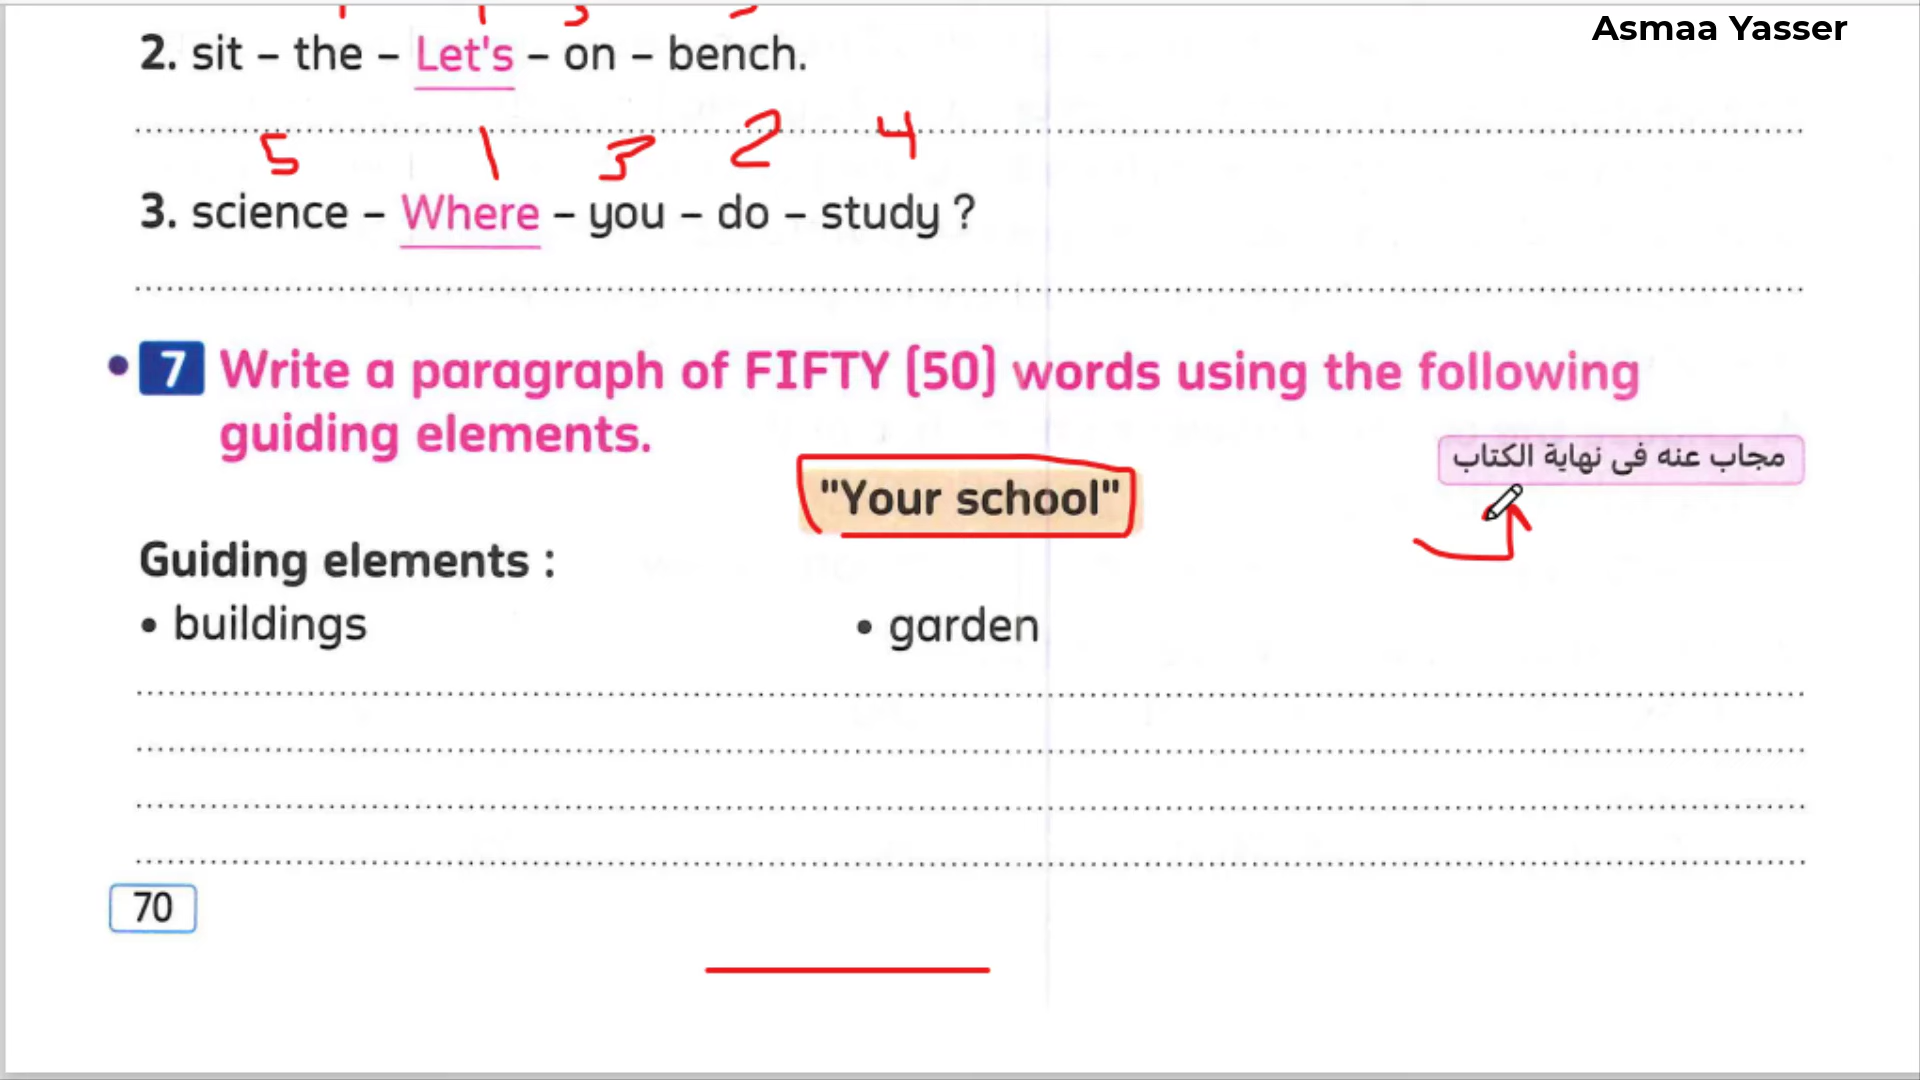 Asmaa Yasser
2. sit – the – Let's – on – bench.
5 1 3 2 4
3. science – Where – you – do – study ?
7 Write a paragraph of FIFTY (50) words using the following
guiding elements.
مجاب عنه فى نهاية الكتاب
"Your school"
Guiding elements :
• buildings • garden
70